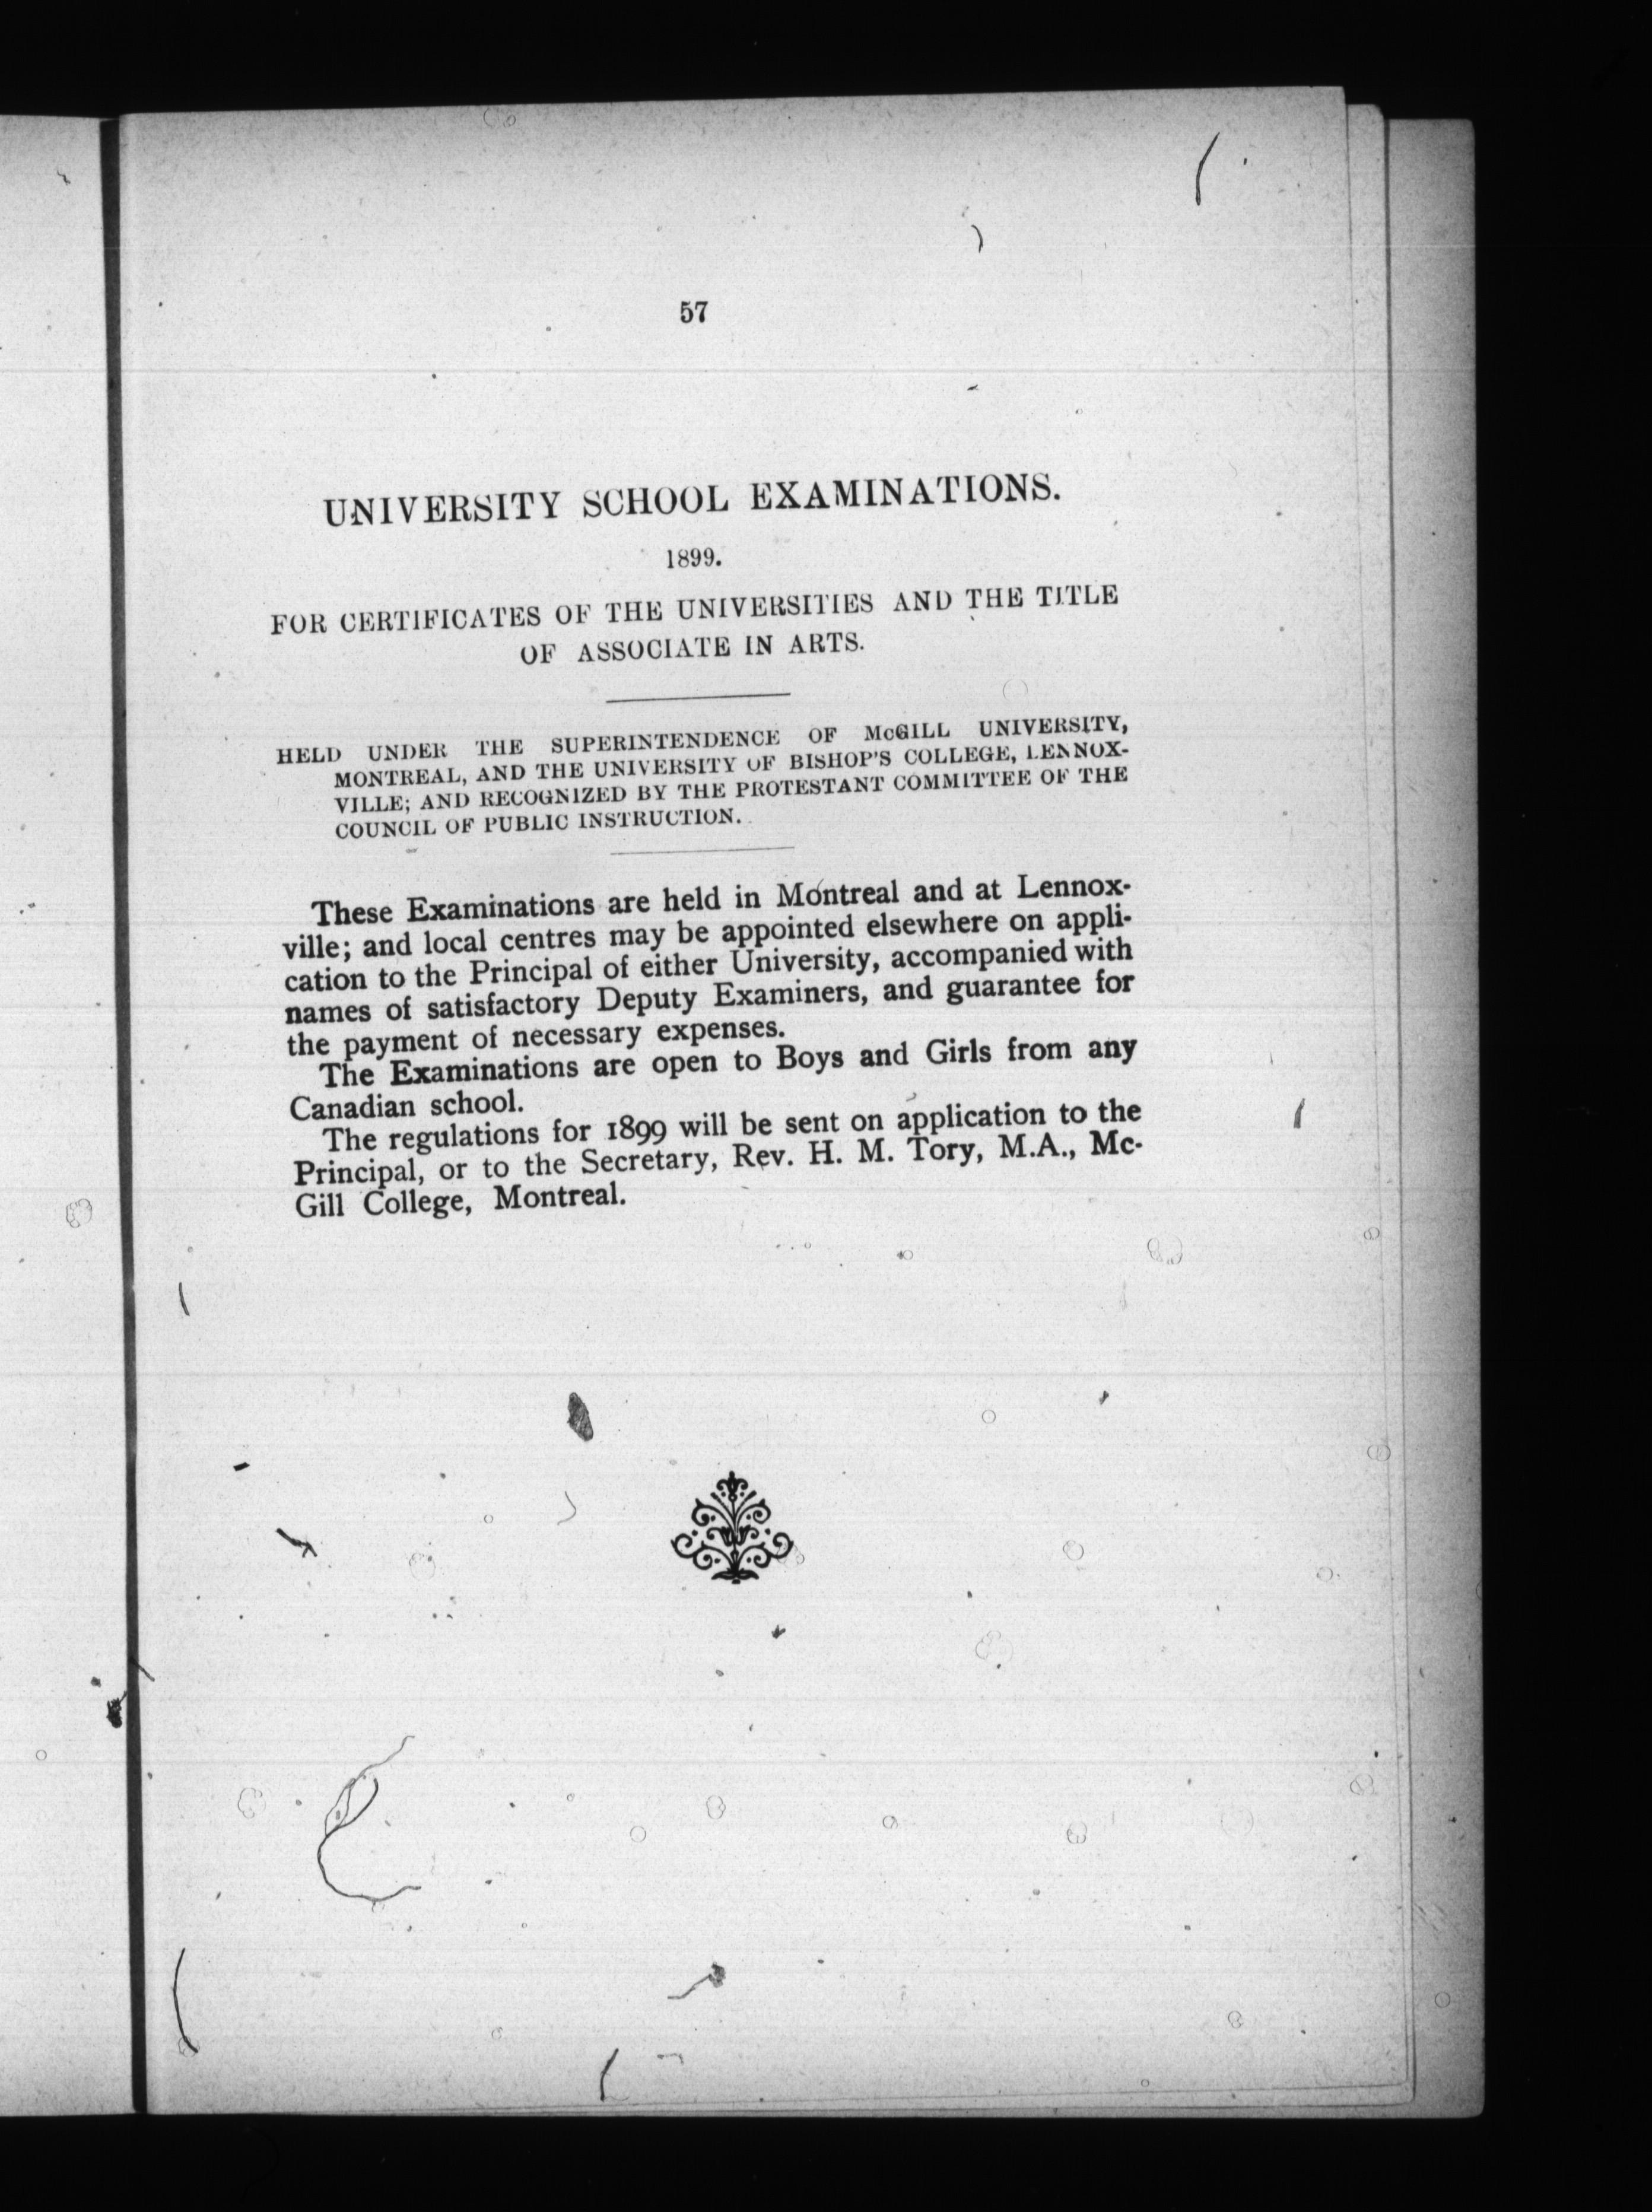 57
UNIVERSITY SCHOOL EXAMINATIONS.
1899.
FOR CERTIFICATES OF THE UNIVERSITIES AND THE TITLE
OF ASSOCIATE IN ARTS.
HELD UNDER THE SUPERINTENDENCE OF McGILL UNIVERSITY,
MONTREAL, AND THE UNIVERSITY OF BISHOP'S COLLEGE, LENNOX-
VILLE; AND RECOGNIZED BY THE PROTESTANT COMMITTEE OF THE
COUNCIL OF PUBLIC INSTRUCTION.
These Examinations are held in Montreal and at Lennox-
ville; and local centres may be appointed elsewhere on appli-
cation to the Principal of either University, accompanied with
names of satisfactory Deputy Examiners, and guarantee for
the payment of necessary expenses.
The Examinations are open to Boys and Girls from any
Canadian school.
The regulations for 1899 will be sent on application to the
Principal, or to the Secretary, Rev. H. M. Tory, M.A., Mc-
Gill College, Montreal.